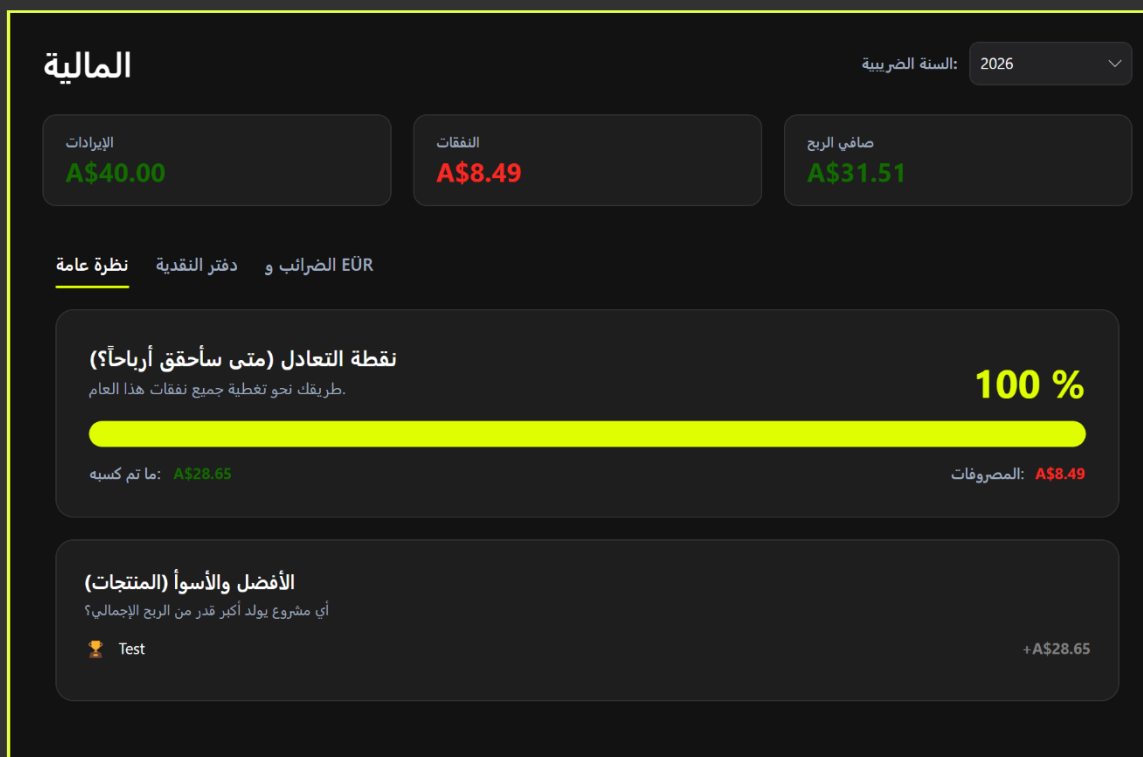 المالية
السنة الضريبية:
2026
الإيرادات
A$40.00
النفقات
A$8.49
صافي الربح
A$31.51
نظرة عامة
دفتر النقدية
الضرائب و EÜR
نقطة التعادل (متى سأحقق أرباحاً؟)
طريقك نحو تغطية جميع نفقات هذا العام.
100 %
ما تم كسبه: A$28.65
المصروفات: A$8.49
الأفضل والأسوأ (المنتجات)
أي مشروع يولد أكبر قدر من الربح الإجمالي؟
Test
+A$28.65